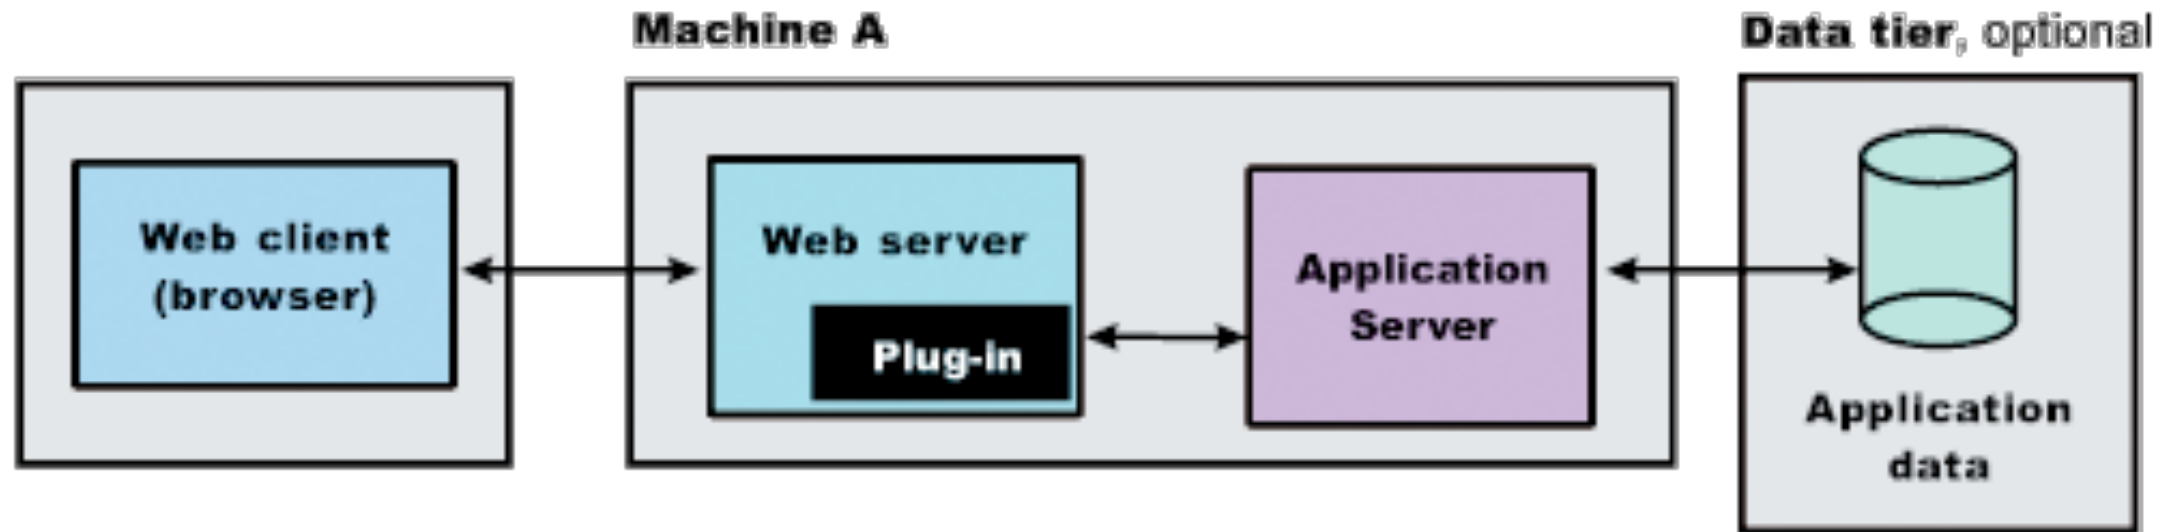 Machine A
Data tier, optional
Web client
(browser)
Web server
Plug-in
Application
Server
Application
data